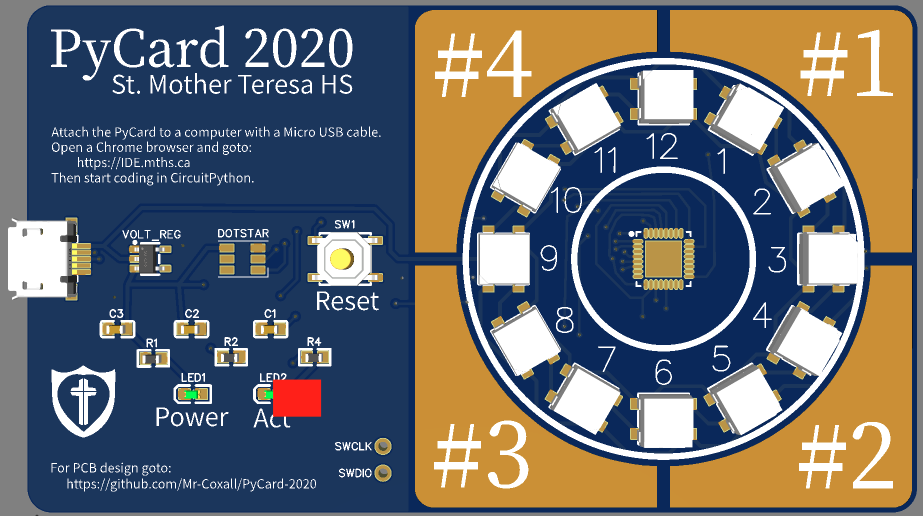 PyCard 2020
St. Mother Teresa HS
Attach the PyCard to a computer with a Micro USB cable.
Open a Chrome browser and goto:
https://IDE.mths.ca
Then start coding in CircuitPython.
VOLT_REG
DOTSTAR
SW1
Reset
C3
C2
C1
R1
R2
R4
LED1
LED2
Power
SWCLK
SWDIO
For PCB design goto:
https://github.com/Mr-Coxall/PyCard-2020
#4
#1
12
11
1
10
2
9
3
8
4
7
5
6
#3
#2